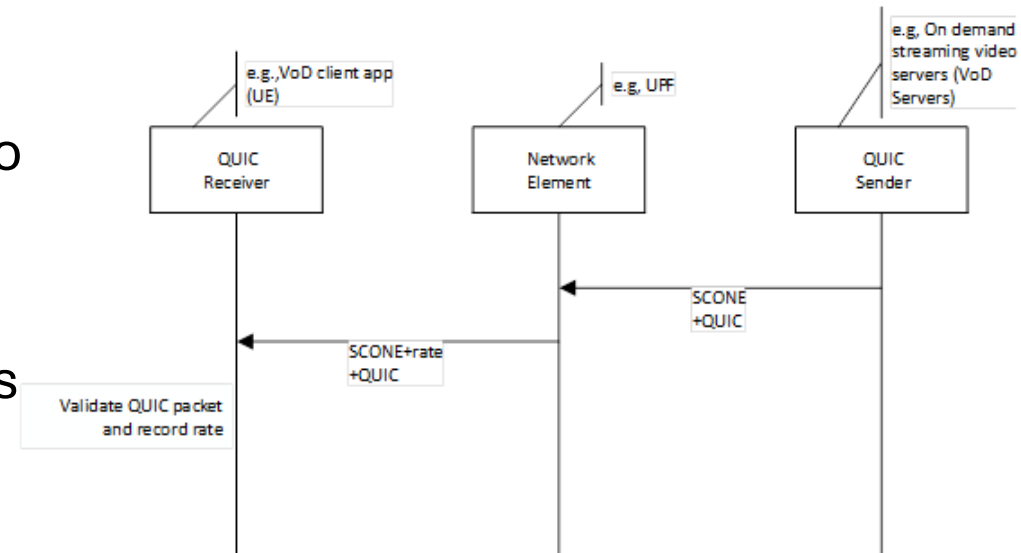 e.g.,VoD client app
(UE)
e.g, UPF
e.g, On demand
streaming video
servers (VoD
Servers)
o
QUIC
Receiver
Network
Element
QUIC
Sender
SCONE
+QUIC
SCONE+rate
+QUIC
s
Validate QUIC packet
and record rate